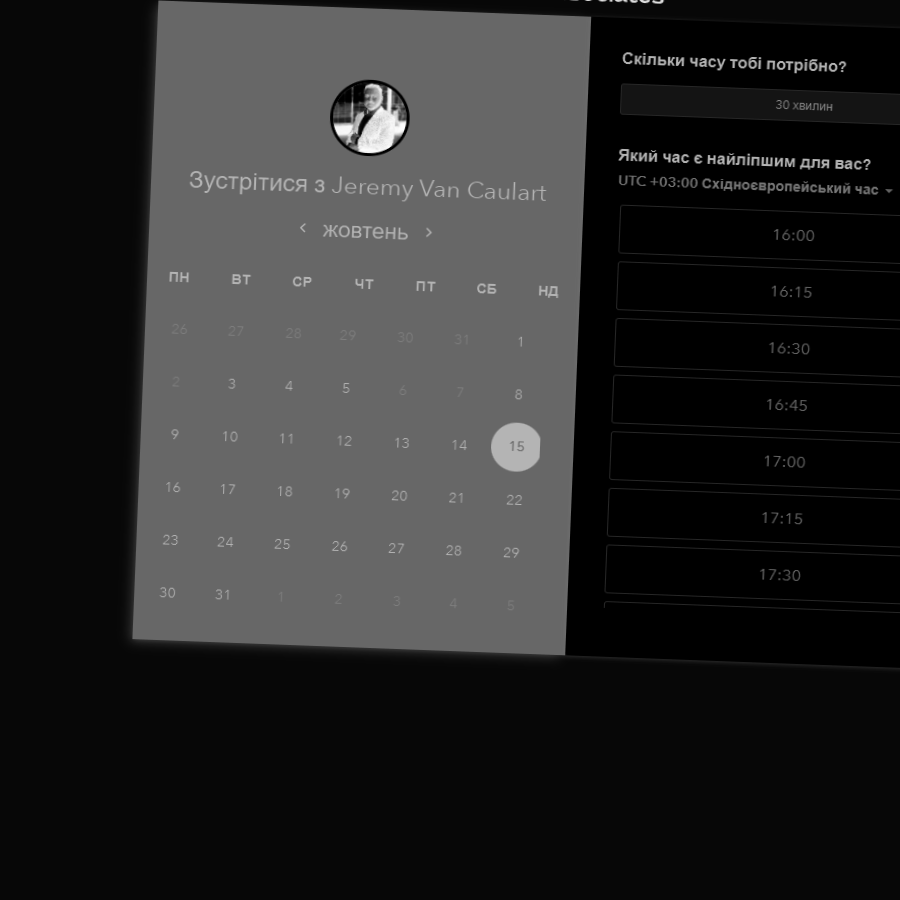 Зустрітися з Jeremy Van Caulart
жовтень
ПН ВТ СР ЧТ ПТ СБ НД
26 27 28 29 30 31 1
2 3 4 5 6 7 8
9 10 11 12 13 14 15
16 17 18 19 20 21 22
23 24 25 26 27 28 29
30 31 1 2 3 4 5
Скільки часу тобі потрібно?
30 хвилин
Який час є найліпшим для вас?
UTC +03:00 Східноєвропейський час
16:00
16:15
16:30
16:45
17:00
17:15
17:30